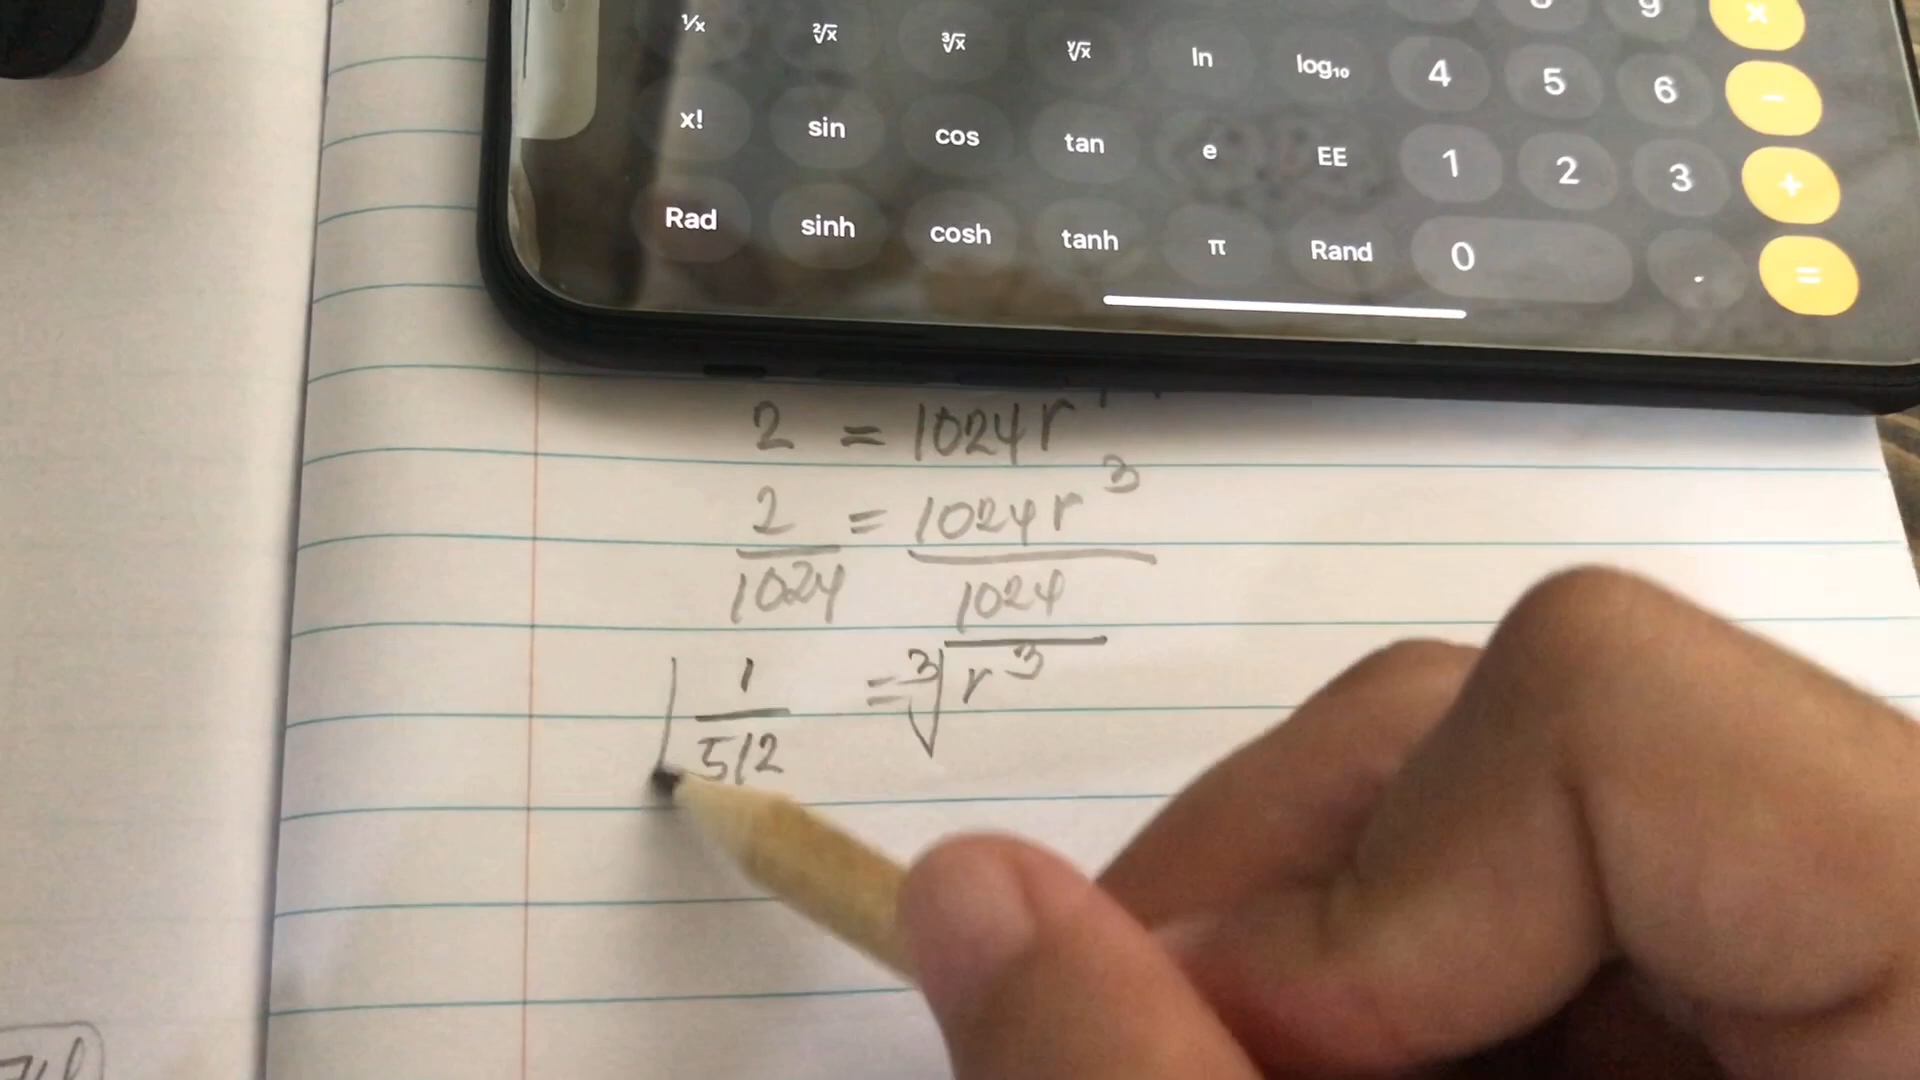 1/x ²√x ³√x ʸ√x ln log₁₀ 4 5 6 −
x! sin cos tan e EE 1 2 3 +
Rad sinh cosh tanh π Rand 0 . =
2 = 1024r
2/1024 = 1024r³/1024
1/512 = ³√r³